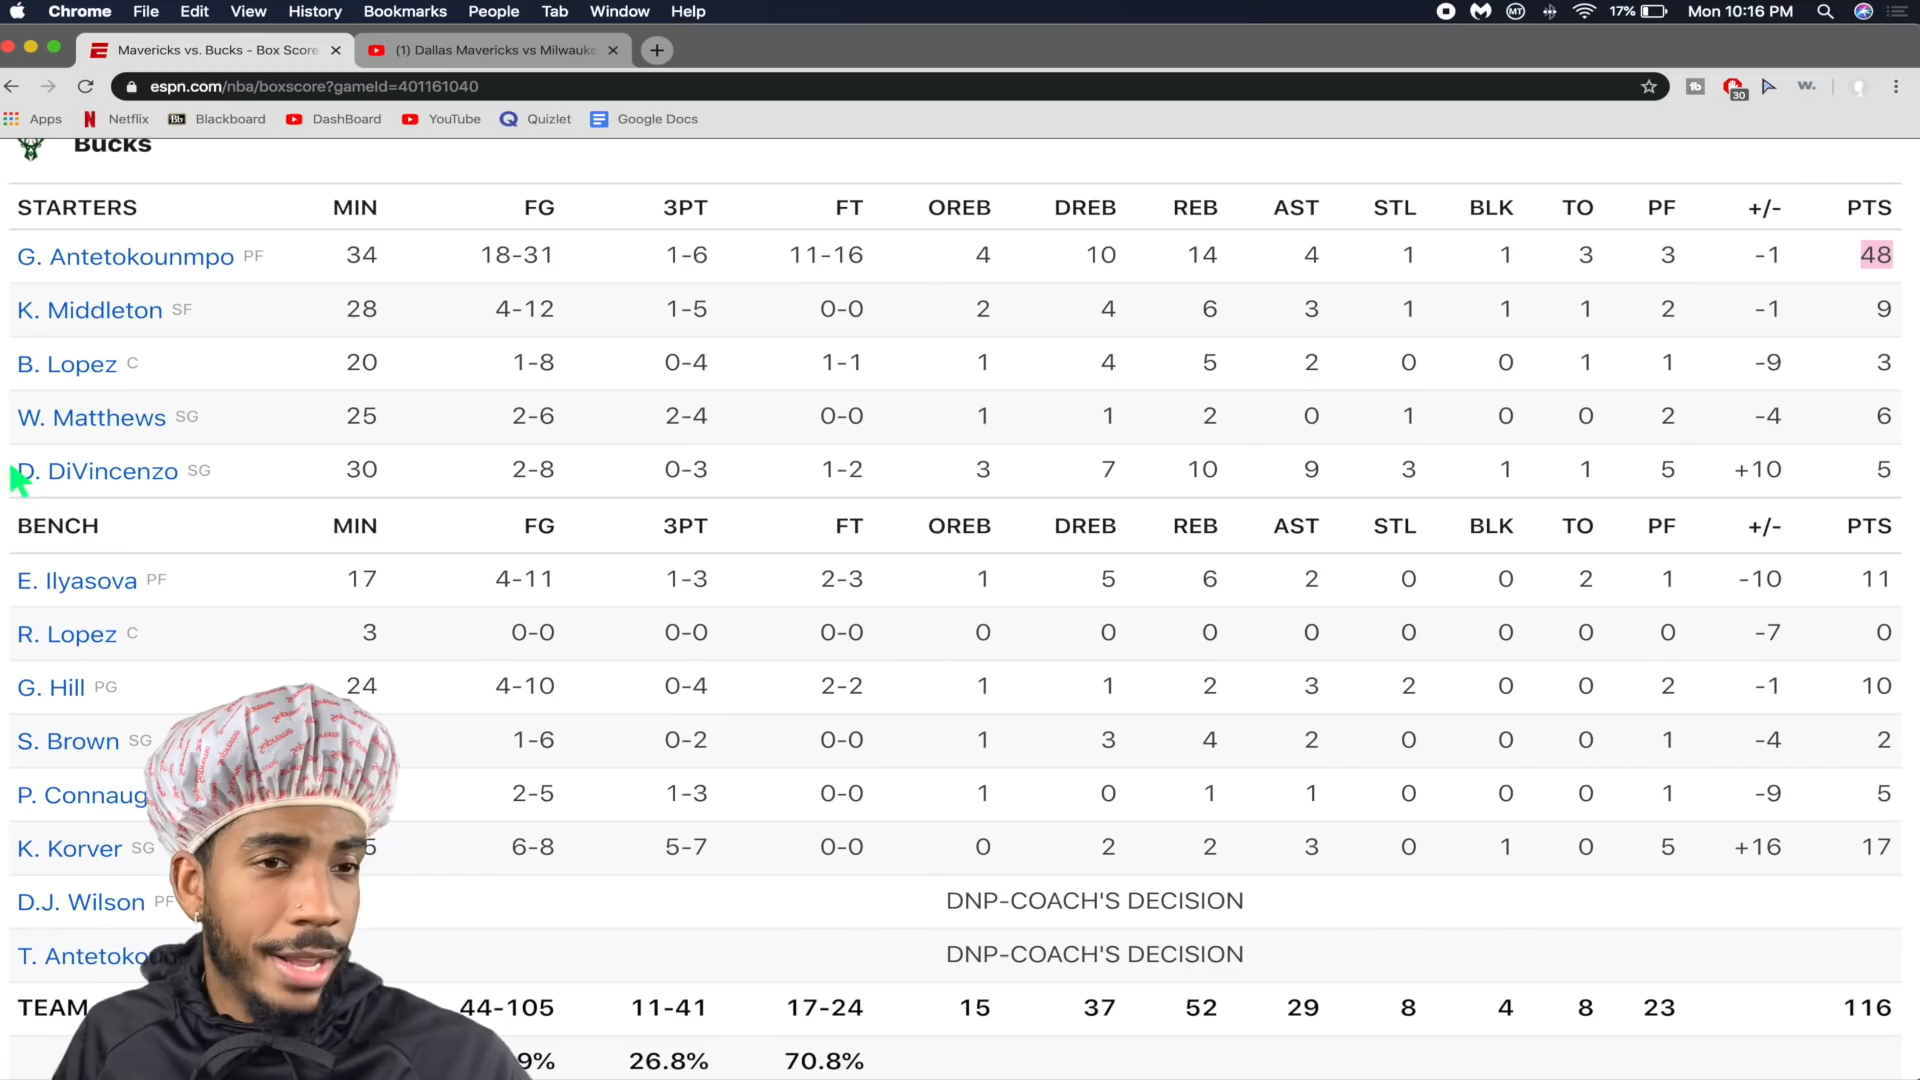 Chrome File Edit View History Bookmarks People Tab Window Help 17% Mon 10:16 PM
Mavericks vs. Bucks - Box Score (1) Dallas Mavericks vs Milwauke
espn.com/nba/boxscore?gameId=401161040 30
Apps Netflix Blackboard DashBoard YouTube Quizlet Google Docs
Bucks
STARTERS MIN FG 3PT FT OREB DREB REB AST STL BLK TO PF +/- PTS
G. Antetokounmpo PF 34 18-31 1-6 11-16 4 10 14 4 1 1 3 3 -1 48
K. Middleton SF 28 4-12 1-5 0-0 2 4 6 3 1 1 1 2 -1 9
B. Lopez C 20 1-8 0-4 1-1 1 4 5 2 0 0 1 1 -9 3
W. Matthews SG 25 2-6 2-4 0-0 1 1 2 0 1 0 0 2 -4 6
D. DiVincenzo SG 30 2-8 0-3 1-2 3 7 10 9 3 1 1 5 +10 5
BENCH MIN FG 3PT FT OREB DREB REB AST STL BLK TO PF +/- PTS
E. Ilyasova PF 17 4-11 1-3 2-3 1 5 6 2 0 0 2 1 -10 11
R. Lopez C 3 0-0 0-0 0-0 0 0 0 0 0 0 0 0 -7 0
G. Hill PG 24 4-10 0-4 2-2 1 1 2 3 2 0 0 2 -1 10
S. Brown SG 1-6 0-2 0-0 1 3 4 2 0 0 0 1 -4 2
P. Connaug 2-5 1-3 0-0 1 0 1 1 0 0 0 1 -9 5
K. Korver SG 5 6-8 5-7 0-0 0 2 2 3 0 1 0 5 +16 17
D.J. Wilson PF DNP-COACH'S DECISION
T. Antetoko DNP-COACH'S DECISION
TEAM 44-105 11-41 17-24 15 37 52 29 8 4 8 23 116
9% 26.8% 70.8%